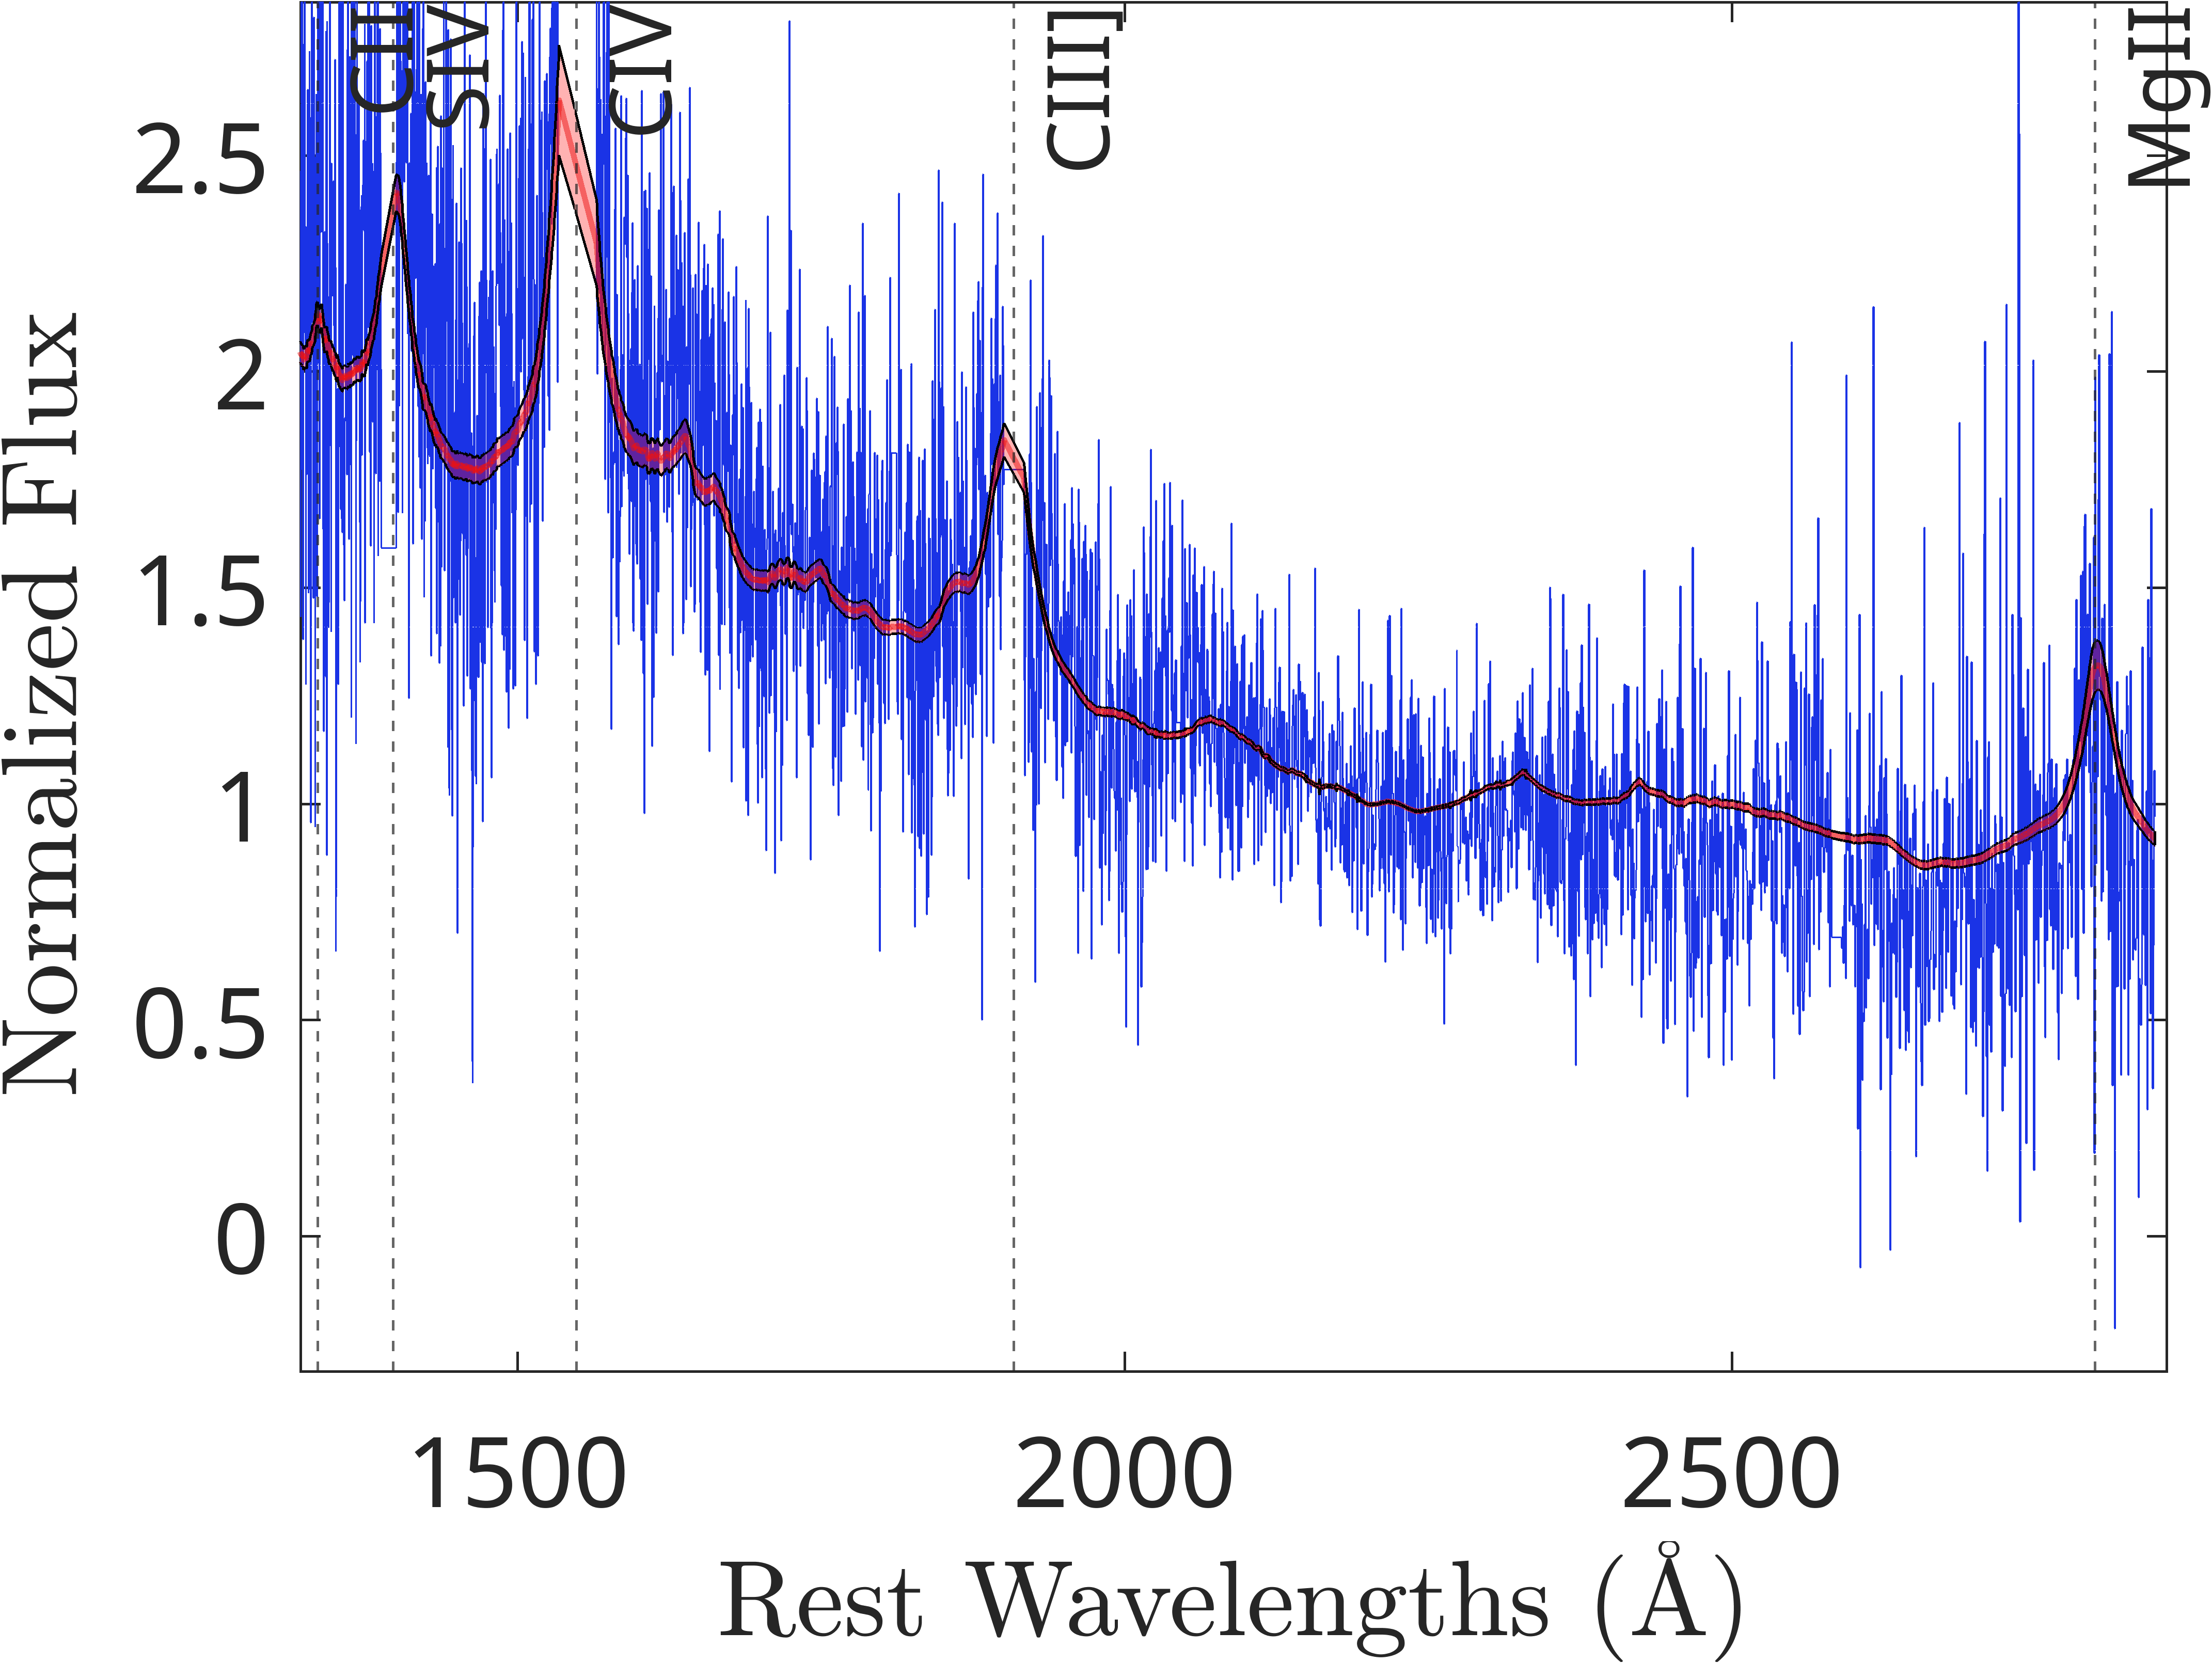 CII
SIV
CIV
CIII]
MgII
Normalized Flux
2.5
2
1.5
1
0.5
0
1500
2000
2500
Rest Wavelengths (Å)